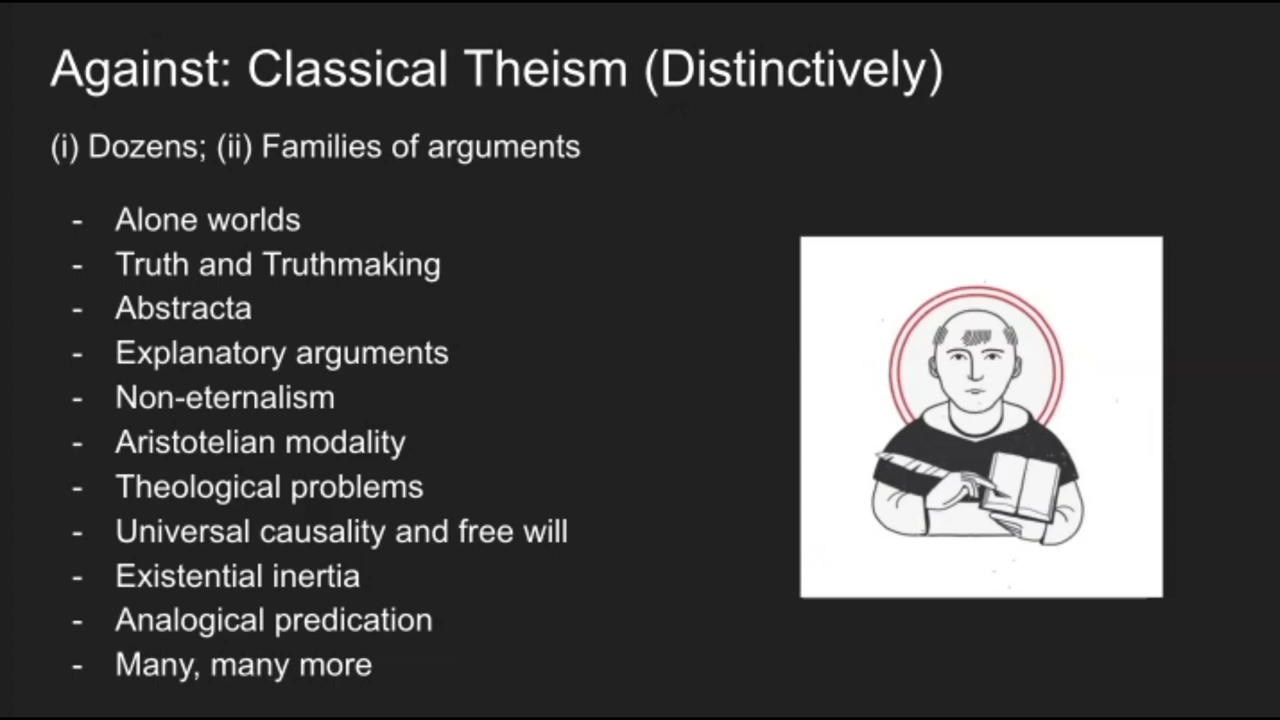 Against: Classical Theism (Distinctively)
(i) Dozens; (ii) Families of arguments
- Alone worlds
- Truth and Truthmaking
- Abstracta
- Explanatory arguments
- Non-eternalism
- Aristotelian modality
- Theological problems
- Universal causality and free will
- Existential inertia
- Analogical predication
- Many, many more